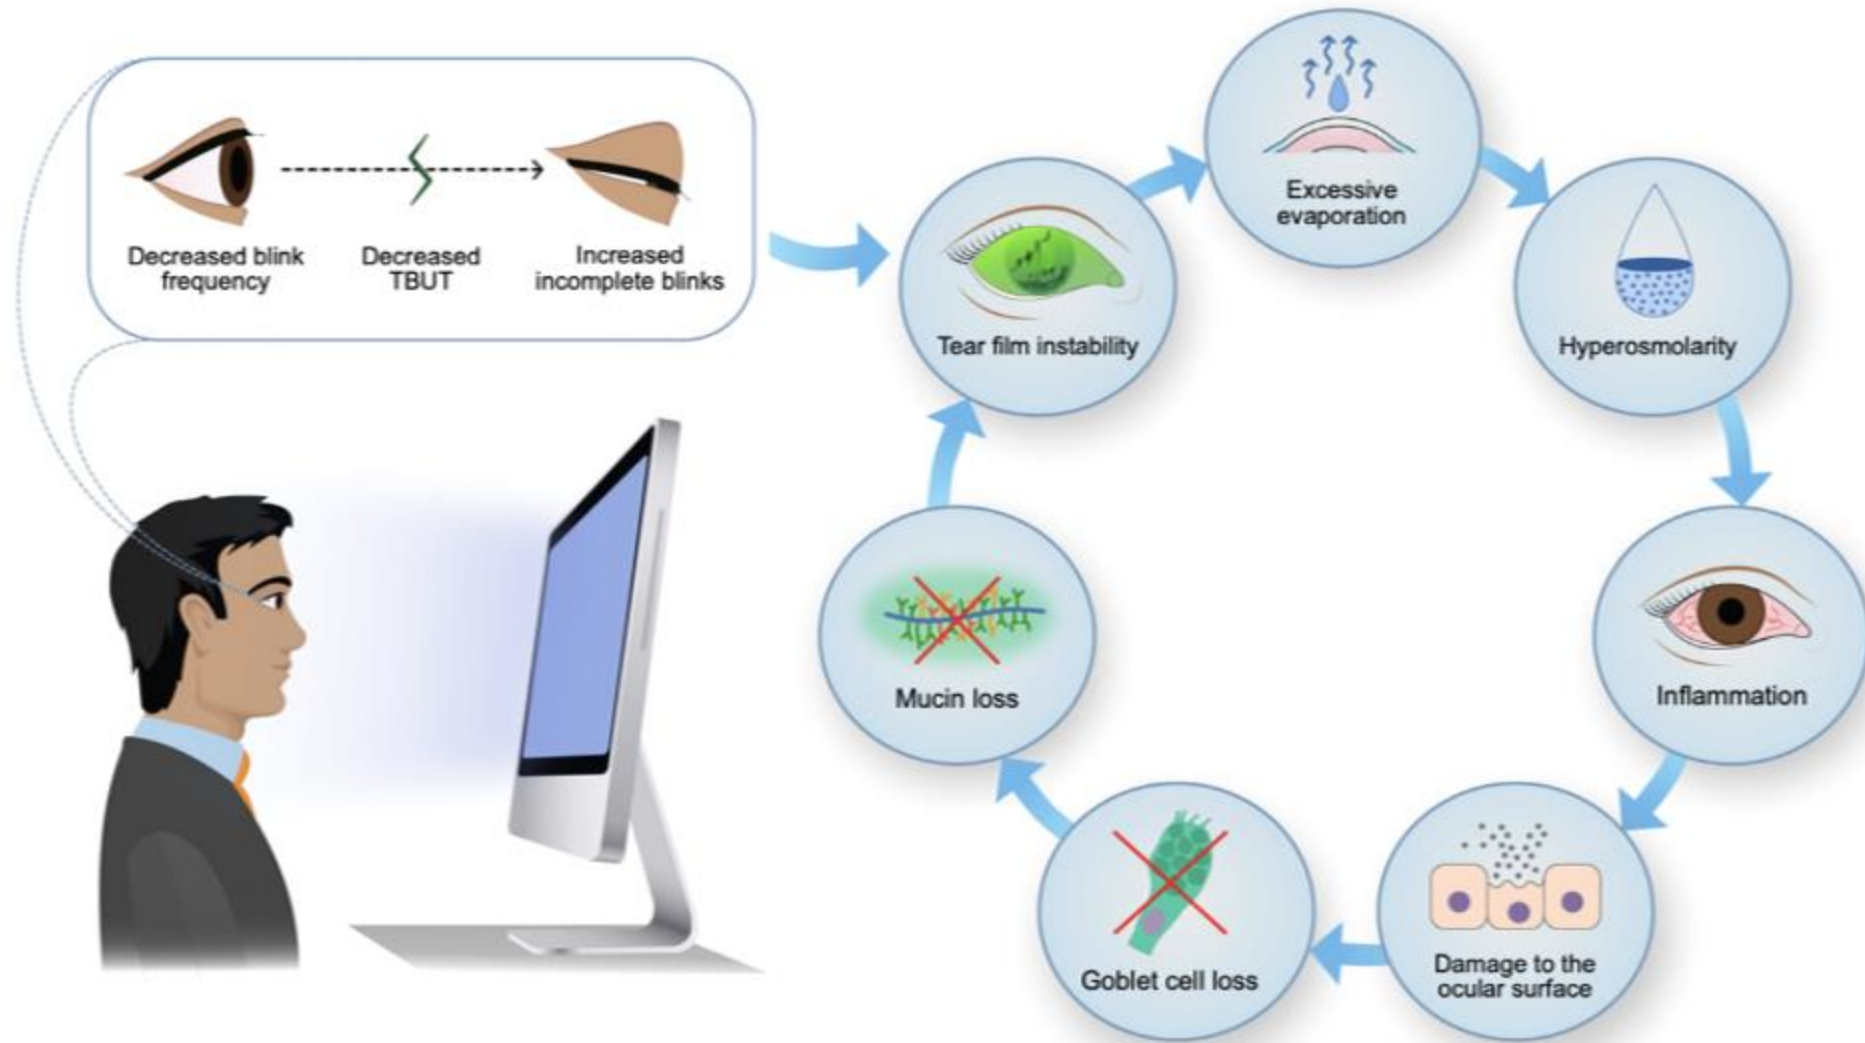 Decreased blink
frequency
Decreased
TBUT
Increased
incomplete blinks
Tear film instability
Excessive
evaporation
Hyperosmolarity
Inflammation
Damage to the
ocular surface
Goblet cell loss
Mucin loss